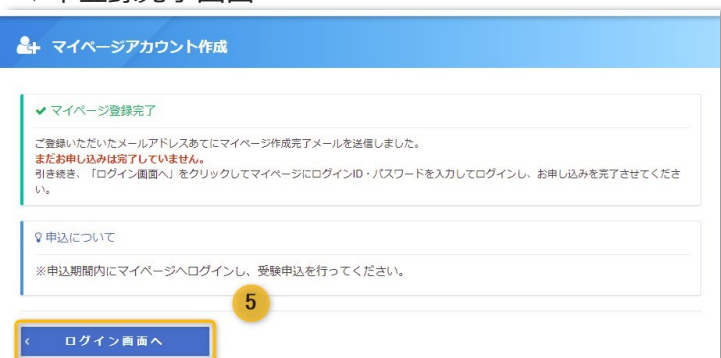 マイページアカウント作成
マイページ登録完了
ご登録いただいたメールアドレスあてにマイページ作成完了メールを送信しました。
まだお申し込みは完了していません。
引き続き、「ログイン画面へ」をクリックしてマイページにログインID・パスワードを入力してログインし、お申し込みを完了させてくださ
い。
申込について
※申込期間内にマイページへログインし、受験申込を行ってください。
5
ログイン画面へ